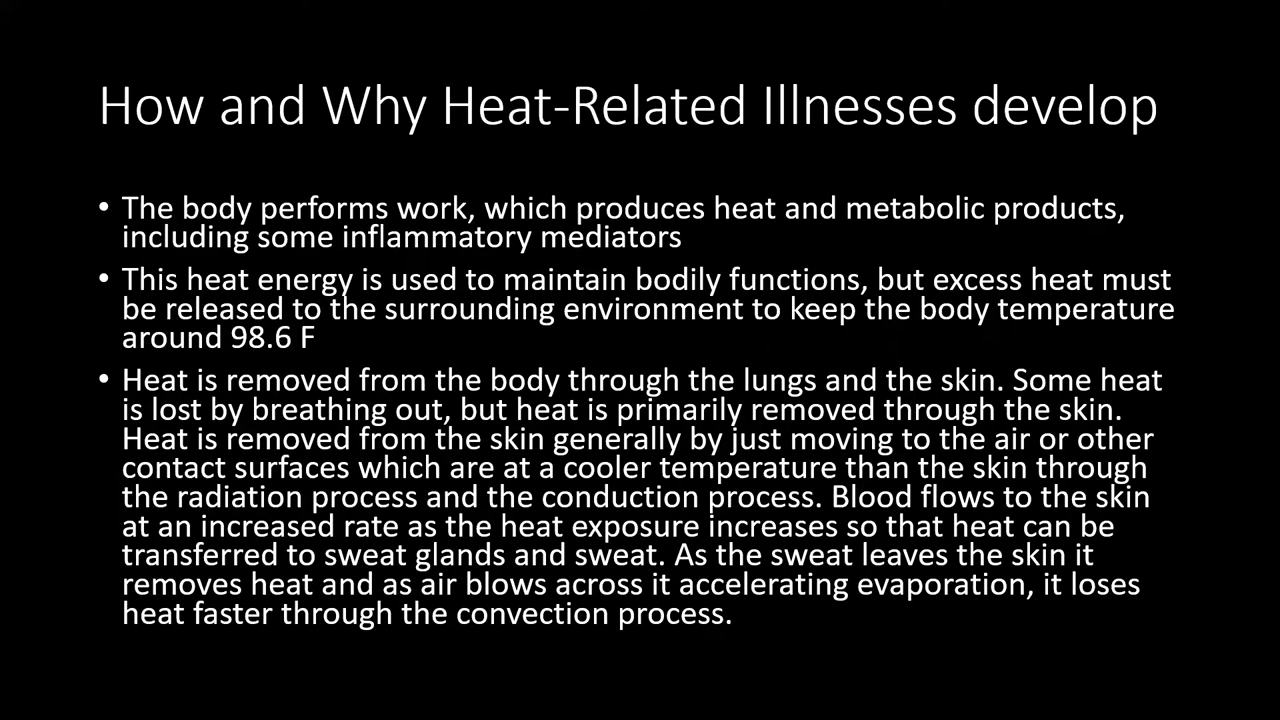 How and Why Heat-Related Illnesses develop
• The body performs work, which produces heat and metabolic products,
including some inflammatory mediators
• This heat energy is used to maintain bodily functions, but excess heat must
be released to the surrounding environment to keep the body temperature
around 98.6 F
• Heat is removed from the body through the lungs and the skin. Some heat
is lost by breathing out, but heat is primarily removed through the skin.
Heat is removed from the skin generally by just moving to the air or other
contact surfaces which are at a cooler temperature than the skin through
the radiation process and the conduction process. Blood flows to the skin
at an increased rate as the heat exposure increases so that heat can be
transferred to sweat glands and sweat. As the sweat leaves the skin it
removes heat and as air blows across it accelerating evaporation, it loses
heat faster through the convection process.